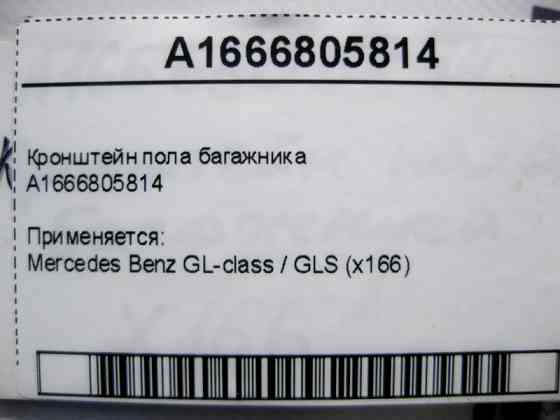 A1666805814
Кронштейн пола багажника
A1666805814
Применяется:
Mercedes Benz GL-class / GLS (x166)